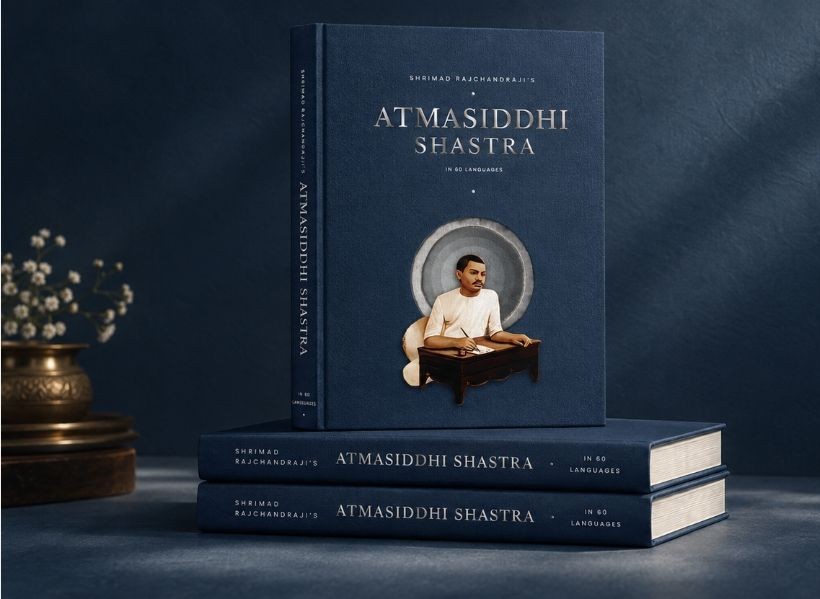 SHRIMAD RAJCHANDRAJI'S
ATMASIDDHI
SHASTRA
IN 60 LANGUAGES
SHRIMAD RAJCHANDRAJI'S ATMASIDDHI SHASTRA
IN 60
LANGUAGES
SHRIMAD
RAJCHANDRAJI'S
ATMASIDDHI SHASTRA
IN 60
LANGUAGES
SHRIMAD
RAJCHANDRAJI'S
ATMASIDDHI SHASTRA
IN 60
LANGUAGES